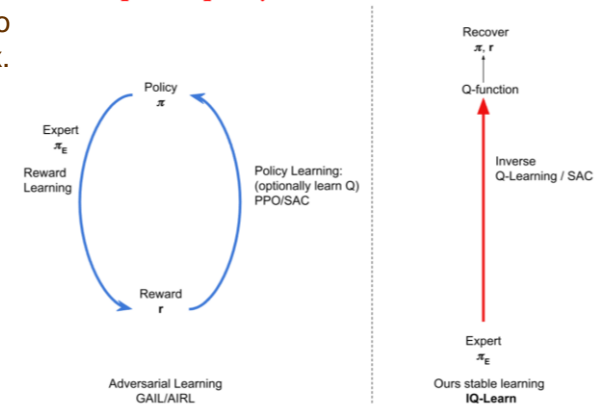 o
Policy
π
Expert
π_E
Reward
Learning
Policy Learning:
(optionally learn Q)
PPO/SAC
Reward
r
Adversarial Learning
GAIL/AIRL
Recover
π, r
Q-function
Inverse
Q-Learning / SAC
Expert
π_E
Ours stable learning
IQ-Learn